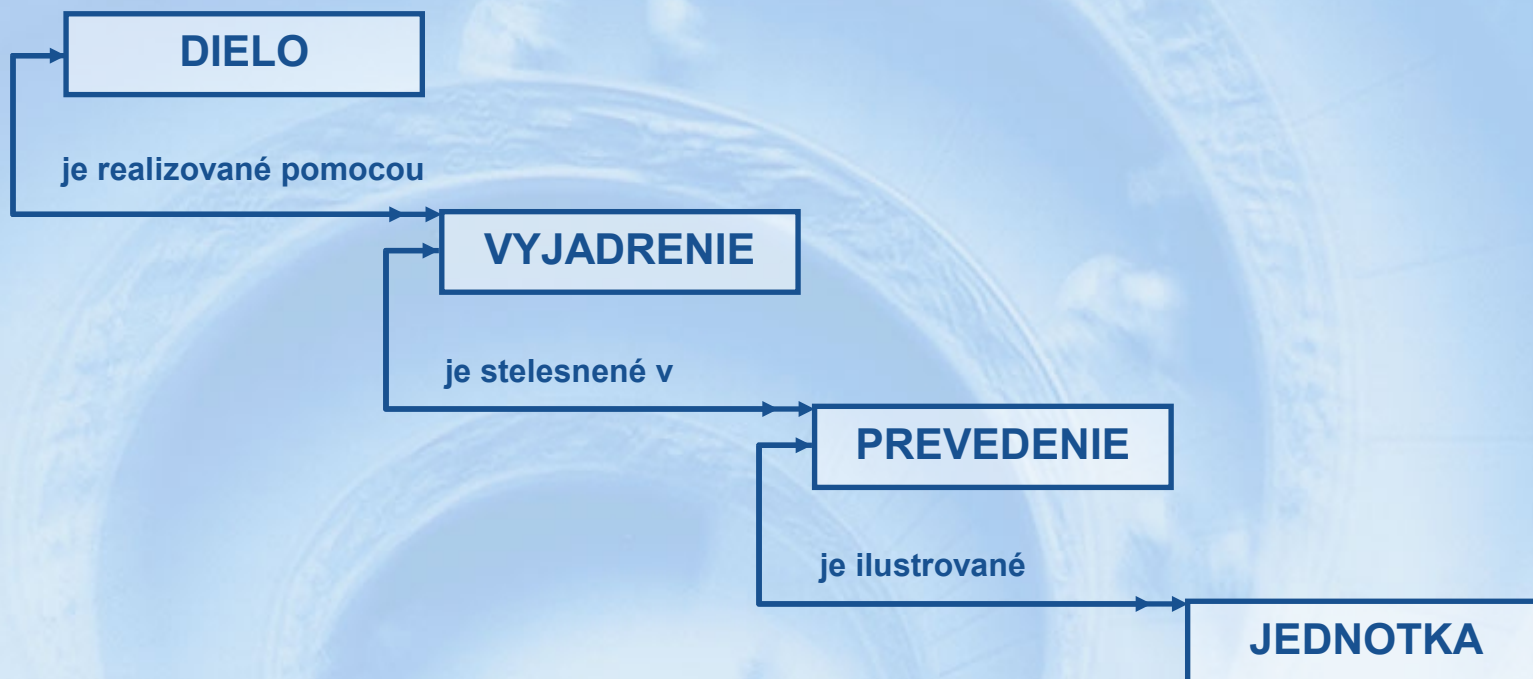 DIELO
je realizované pomocou
VYJADRENIE
je stelesnené v
PREVEDENIE
je ilustrované
JEDNOTKA